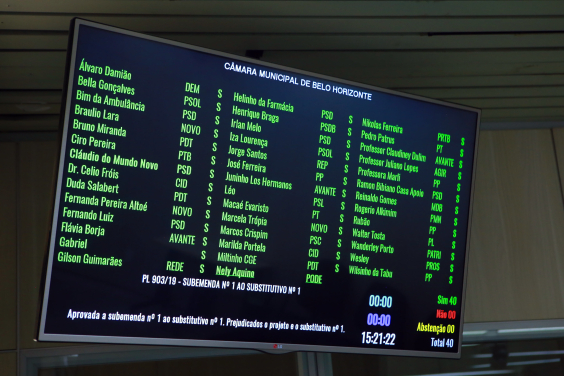 CÂMARA MUNICIPAL DE BELO HORIZONTE
Álvaro Damião DEM S
Bella Gonçalves PSOL S
Bim da Ambulância PSD S
Braulio Lara NOVO S
Bruno Miranda PDT S
Ciro Pereira PTB S
Cláudio do Mundo Novo PSD S
Dr. Celio Fróis CID S
Duda Salabert PDT S
Fernanda Pereira Altoé NOVO S
Fernando Luiz PSD S
Flávia Borja AVANTE S
Gabriel S
Gilson Guimarães REDE S
Helinho da Farmácia PSD S
Henrique Braga PSDB S
Irlan Melo PSD S
Iza Lourença PSOL S
Jorge Santos REP S
José Ferreira PP S
Juninho Los Hermanos AVANTE S
Léo PSL S
Macaé Evaristo PT S
Marcela Trópia NOVO S
Marcos Crispim PSC S
Marilda Portela CID S
Miltinho CGE PDT S
Nely Aquino PODE
Nikolas Ferreira PRTB S
Pedro Patrus PT S
Professor Claudiney Dulim AVANTE S
Professor Juliano Lopes AGIR S
Professora Marli PP S
Ramon Bibiano Casa Apoio PSD S
Reinaldo Gomes MDB S
Rogerio Alkimim PMN S
Rubão PP S
Walter Tosta PL S
Wanderley Porto PATRI S
Wesley PROS S
Wilsinho da Tabu PP S
PL 903/19 - SUBEMENDA Nº 1 AO SUBSTITUTIVO Nº 1
Aprovada a subemenda nº 1 ao substitutivo nº 1. Prejudicados o projeto e o substitutivo nº 1.
00:00
00:00
15:21:22
Sim 40
Não 00
Abstenção 00
Total 40
LG